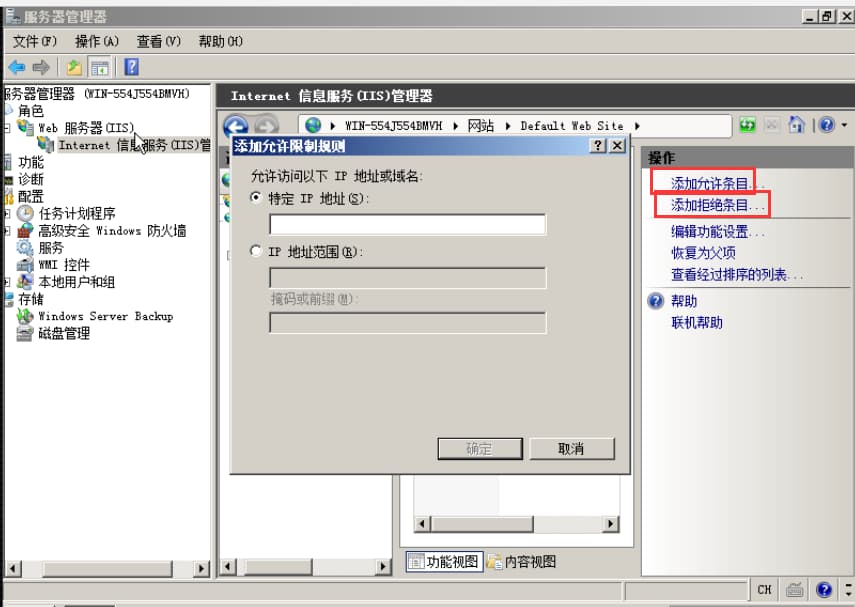 服务器管理器
文件(F) 操作(A) 查看(V) 帮助(H)
服务器管理器 (WIN-554J554BMVH)
角色
Web 服务器(IIS)
Internet 信息服务(IIS)管
功能
诊断
配置
任务计划程序
高级安全 Windows 防火墙
服务
WMI 控件
本地用户和组
存储
Windows Server Backup
磁盘管理
Internet 信息服务(IIS)管理器
WIN-554J554BMVH 网站 Default Web Site
添加允许限制规则
允许访问以下 IP 地址或域名:
特定 IP 地址(S):
IP 地址范围(R):
掩码或前缀(M):
确定 取消
功能视图 内容视图
操作
添加允许条目...
添加拒绝条目...
编辑功能设置...
恢复为父项
查看经过排序的列表...
帮助
联机帮助
CH